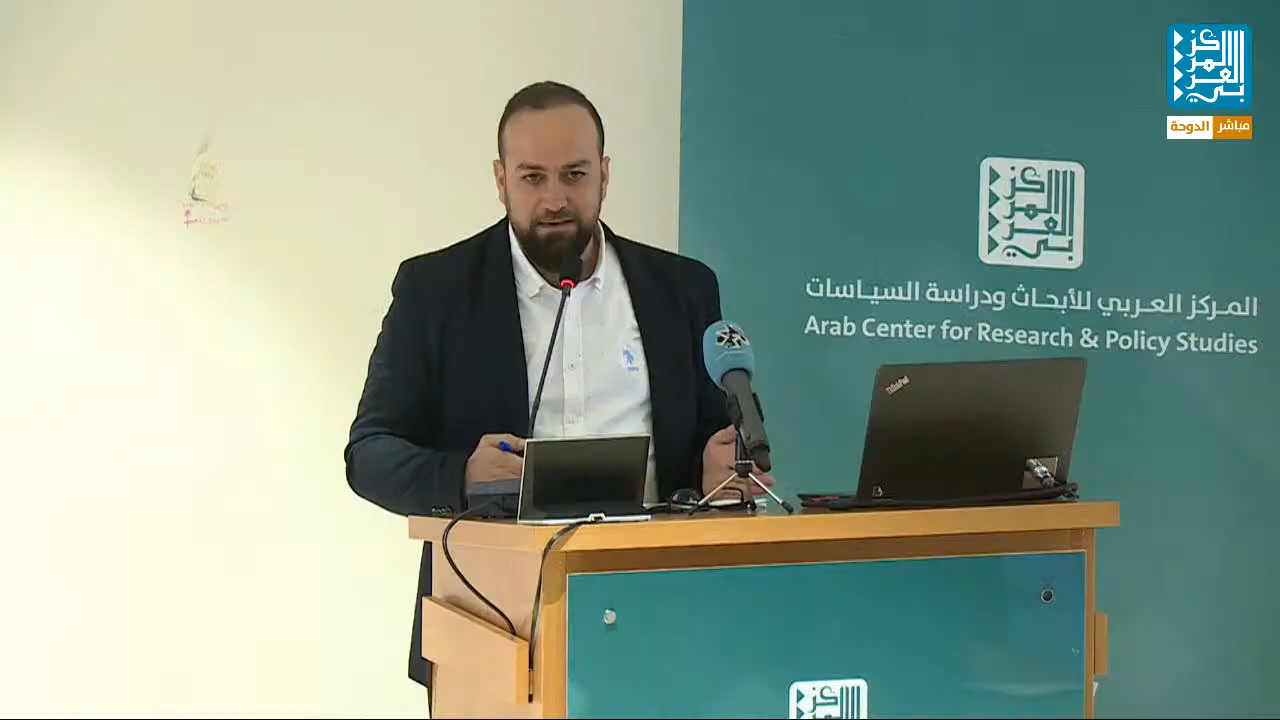 المركز العربي
مباشر الدوحة
المركز العربي
المركز العربي للأبحاث ودراسة السياسات
Arab Center for Research & Policy Studies
ThinkPad